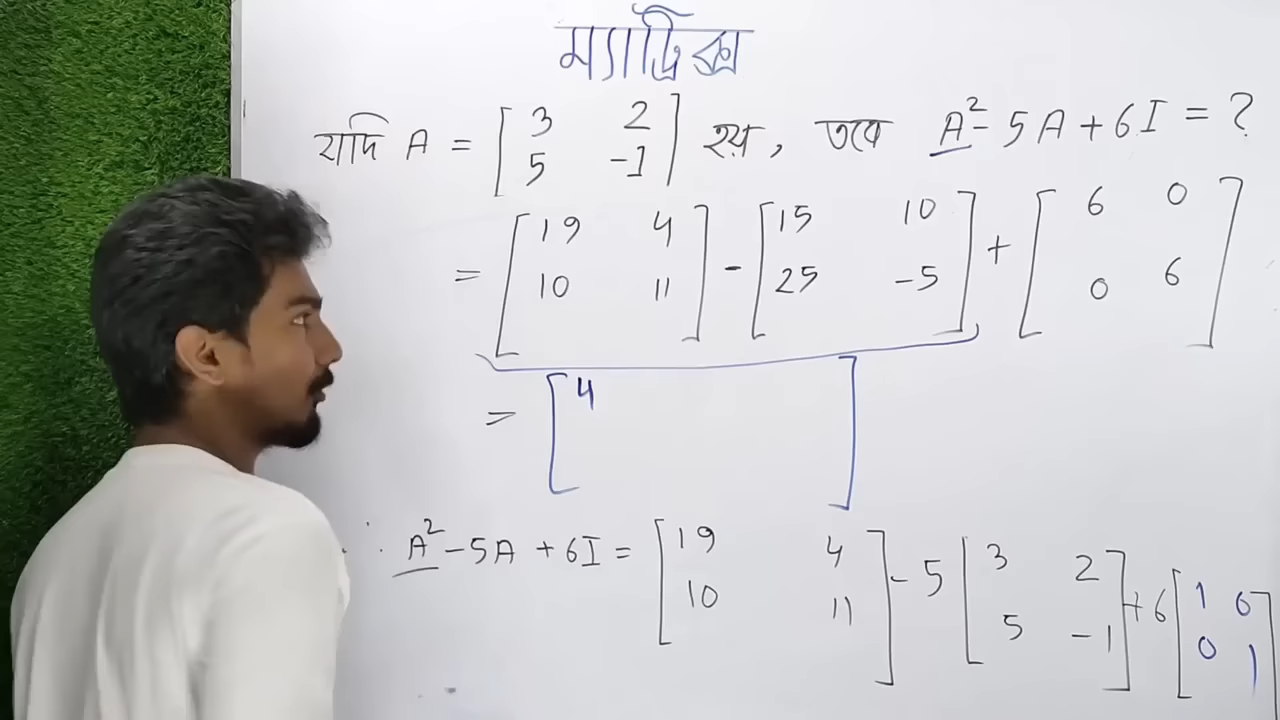 ম্যাট্রিক্স
যদি A = [3 2; 5 -1] হয়, তবে A² - 5A + 6I = ?
= [19 4; 10 11] - [15 10; 25 -5] + [6 0; 0 6]
= [4 ]
∴ A² - 5A + 6I = [19 4; 10 11] - 5 [3 2; 5 -1] + 6 [1 0; 0 1]